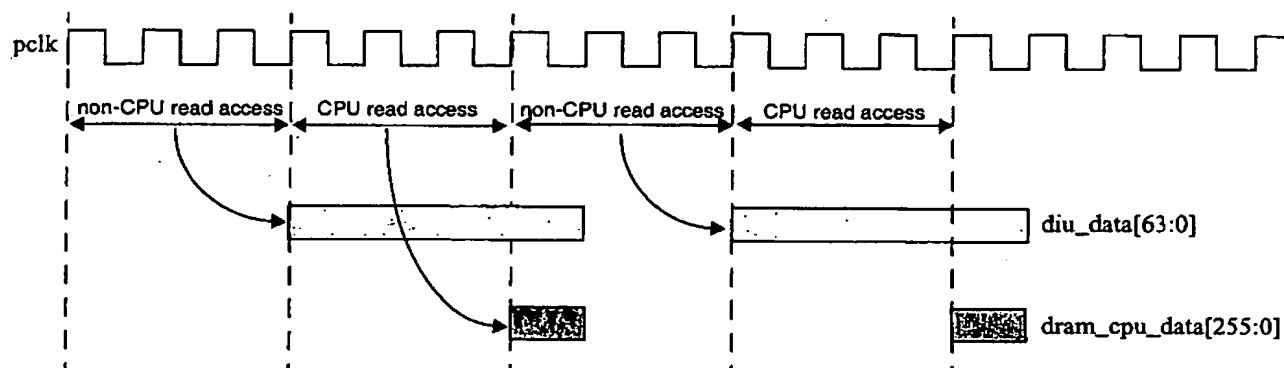 pclk
non-CPU read access CPU read access non-CPU read access CPU read access
diu_data[63:0]
dram_cpu_data[255:0]